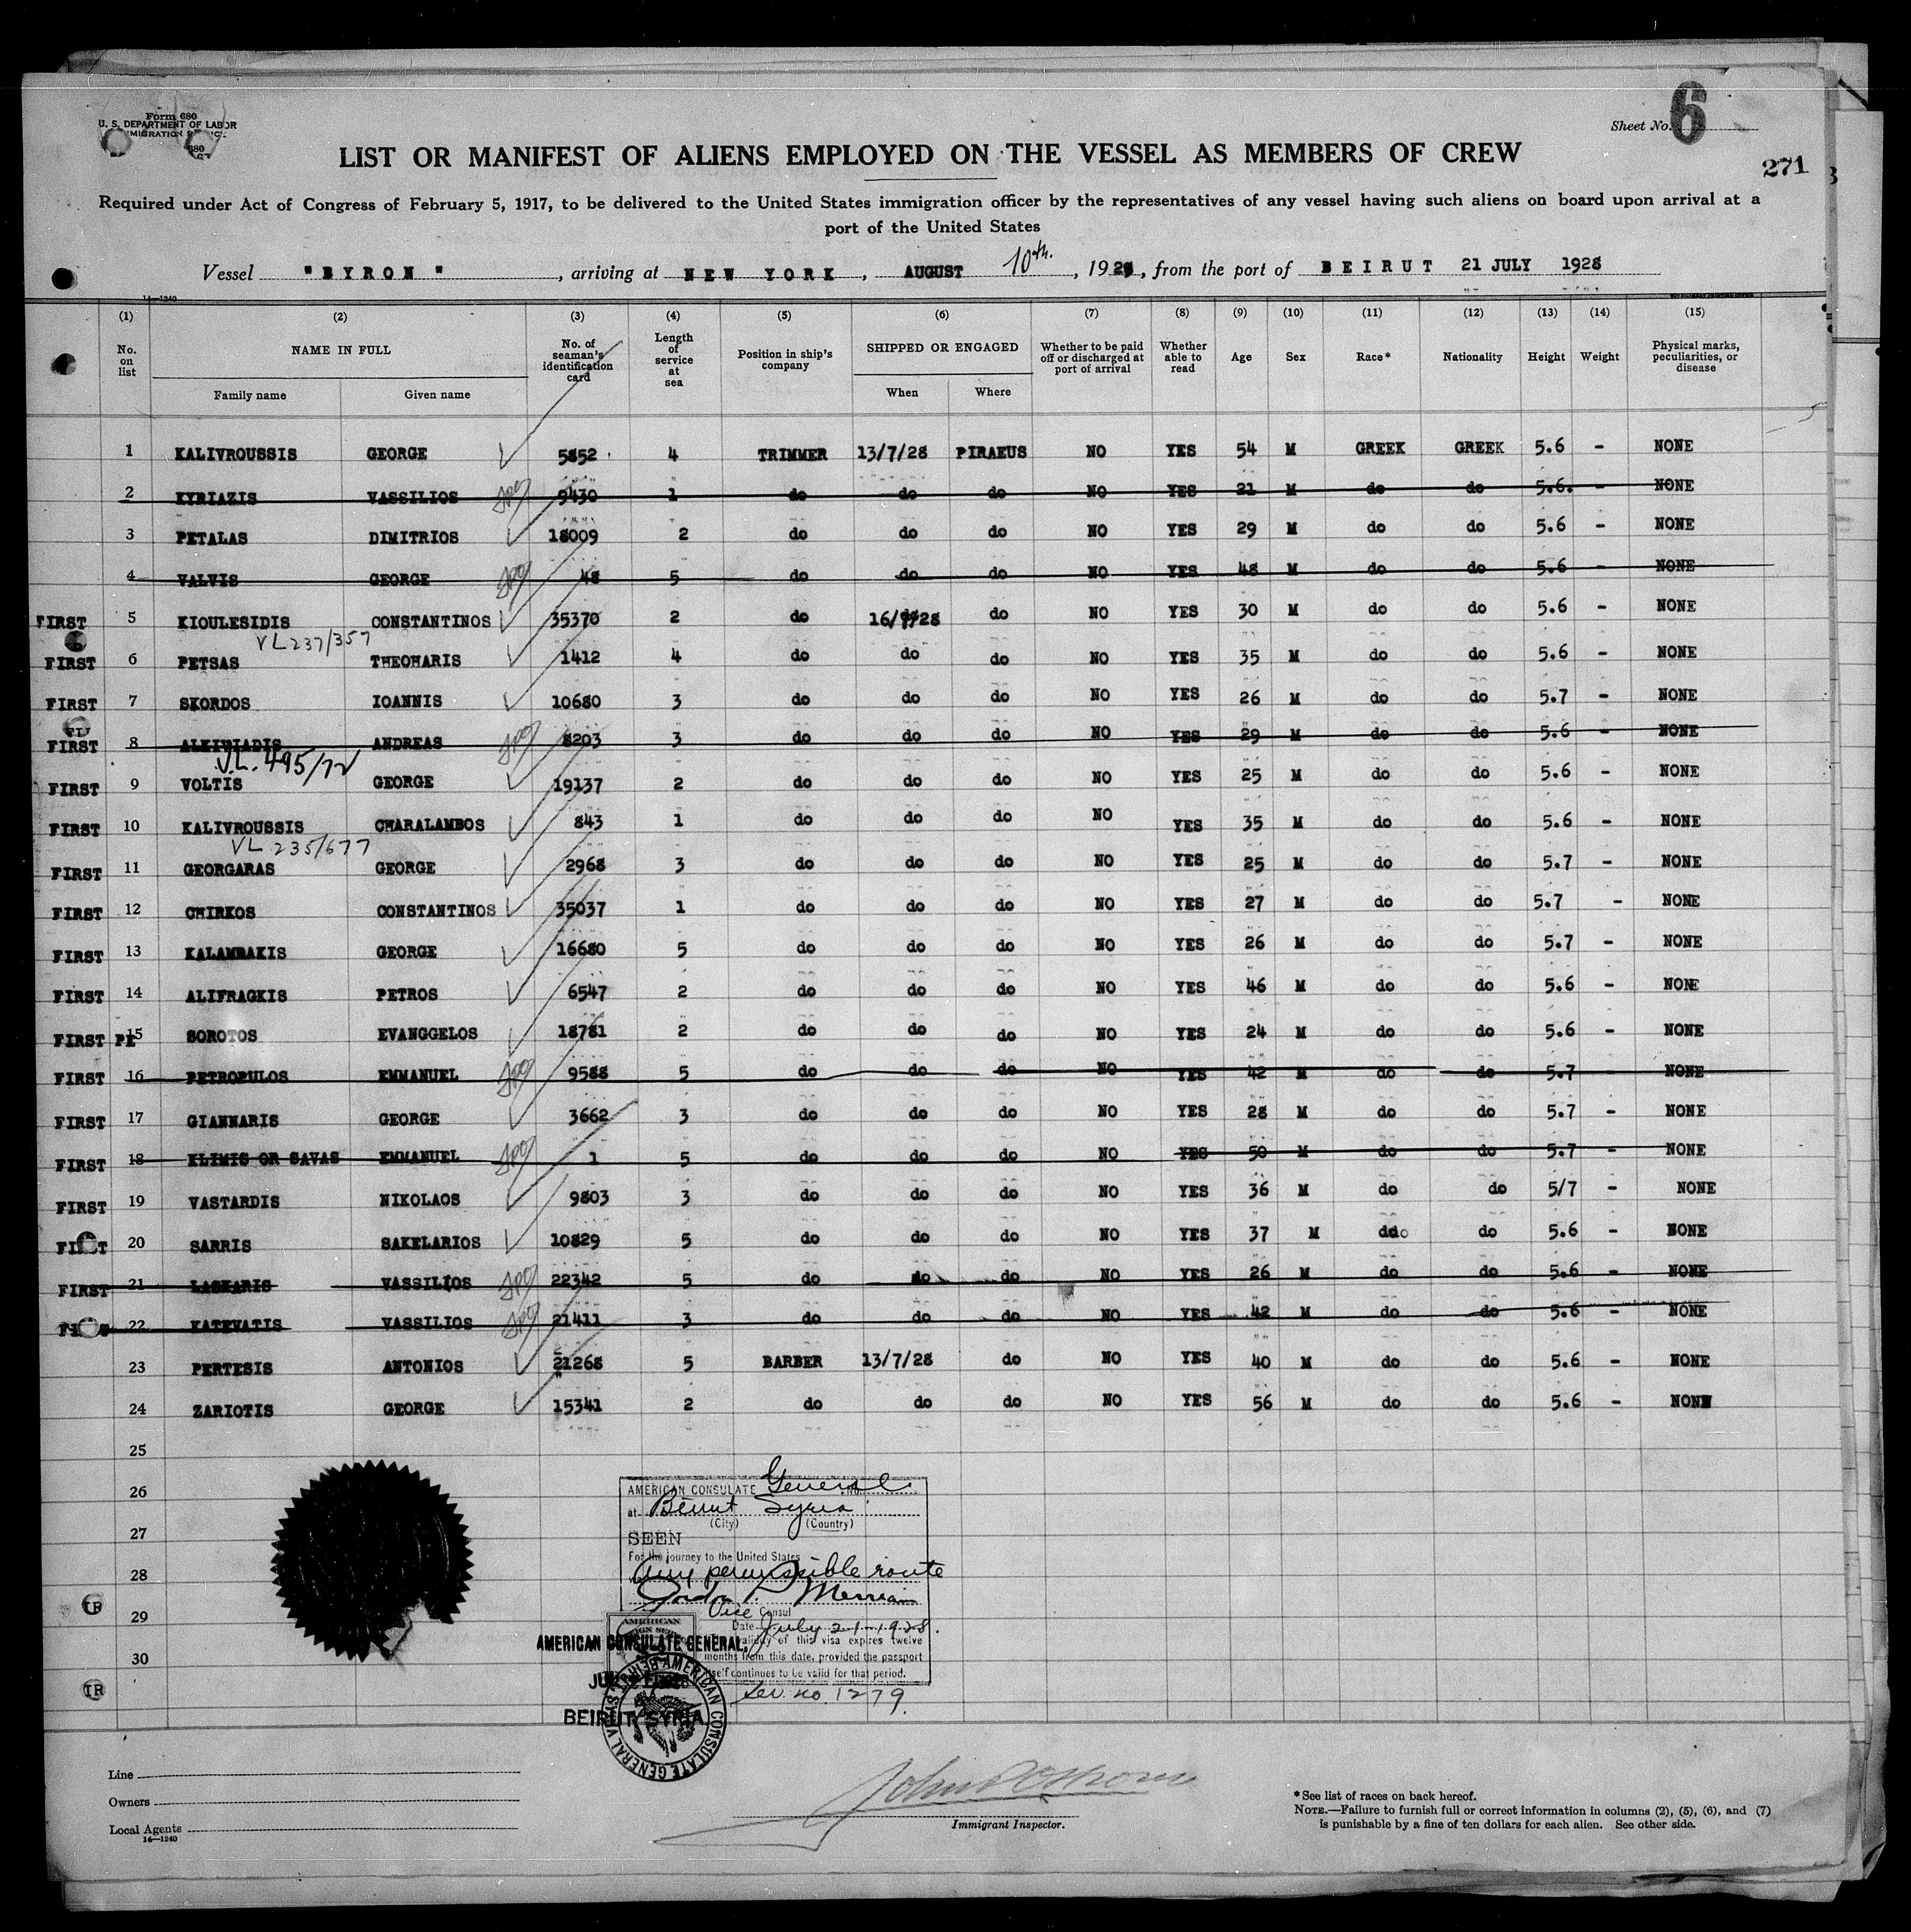 Form 680
U. S. DEPARTMENT OF LABOR
IMMIGRATION
Sheet No. 6
271
LIST OR MANIFEST OF ALIENS EMPLOYED ON THE VESSEL AS MEMBERS OF CREW
Required under Act of Congress of February 5, 1917, to be delivered to the United States immigration officer by the representatives of any vessel having such aliens on board upon arrival at a
port of the United States
Vessel "BYRON", arriving at NEW YORK, AUGUST 10th., 1928, from the port of BEIRUT 21 JULY 1928
14—1240
(1) (2) (3) (4) (5) (6) (7) (8) (9) (10) (11) (12) (13) (14) (15)
No. on list NAME IN FULL Family name Given name No. of seaman's identification card Length of service at sea Position in ship's company SHIPPED OR ENGAGED When Where Whether to be paid off or discharged at port of arrival Whether able to read Age Sex Race* Nationality Height Weight Physical marks, peculiarities, or disease
1 KALIVROUSSIS GEORGE 5852 4 TRIMMER 13/7/28 PIRAEUS NO YES 54 M GREEK GREEK 5.6 - NONE
2 KYRIAZIS VASSILIOS 9430 1 do do do NO YES 21 M do do 5.6. - NONE
3 PETALAS DIMITRIOS 18009 2 do do do NO YES 29 M do do 5.6 - NONE
4 VALVIS GEORGE 48 5 do do do NO YES 48 M do do 5.6 - NONE
FIRST 5 KIOULESIDIS CONSTANTINOS 35370 2 do 16/7/28 do NO YES 30 M do do 5.6 - NONE
VL 237/357
FIRST 6 PETSAS THEOHARIS 1412 4 do do do NO YES 35 M do do 5.6 - NONE
FIRST 7 SKORDOS IOANNIS 10680 3 do do do NO YES 26 M do do 5.7 - NONE
FIRST 8 ALKIVIADIS ANDREAS 8203 3 do do do NO YES 29 M do do 5.6 - NONE
V.L. 495/72
FIRST 9 VOLTIS GEORGE 19137 2 do do do NO YES 25 M do do 5.6 - NONE
FIRST 10 KALIVROUSSIS CHARALAMBOS 843 1 do do do NO YES 35 M do do 5.6 - NONE
VL 235/677
FIRST 11 GEORGARAS GEORGE 2968 3 do do do NO YES 25 M do do 5.7 - NONE
FIRST 12 CHIRKOS CONSTANTINOS 35037 1 do do do NO YES 27 M do do 5.7 - NONE
FIRST 13 KALAMBAKIS GEORGE 16680 5 do do do NO YES 26 M do do 5.7 - NONE
FIRST 14 ALIFRAGKIS PETROS 6547 2 do do do NO YES 46 M do do 5.6 - NONE
FIRST 15 SOROTOS EVANGGELOS 18781 2 do do do NO YES 24 M do do 5.6 - NONE
FIRST 16 PETROPULOS EMMANUEL 9588 5 do do do NO YES 42 M do do 5.7 - NONE
FIRST 17 GIANNARIS GEORGE 3662 3 do do do NO YES 28 M do do 5.7 - NONE
FIRST 18 KLIMIS OR SAVAS EMMANUEL 1 5 do do do NO YES 50 M do do 5.7 - NONE
FIRST 19 VASTARDIS NIKOLAOS 9803 3 do do do NO YES 36 M do do 5/7 - NONE
FIRST 20 SARRIS SAKELARIOS 10829 5 do do do NO YES 37 M do do 5.6 - NONE
FIRST 21 LASKARIS VASSILIOS 22342 5 do do do NO YES 26 M do do 5.6 - NONE
22 KATEVATIS VASSILIOS 21411 3 do do do NO YES 42 M do do 5.6 - NONE
23 PERTESIS ANTONIOS 21268 5 BARBER 13/7/28 do NO YES 40 M do do 5.6 - NONE
24 ZARIOTIS GEORGE 15341 2 do do do NO YES 56 M do do 5.6 - NONE
25
26
27
28
29
30
AMERICAN CONSULATE General
at Beirut Syria
(City) (Country)
SEEN
For the journey to the United States
Any permissible route
Merriam
Vice Consul
Date July 21 1928.
validity of this visa expires twelve
months from this date, provided the passport
itself continues to be valid for that period.
Ser. no. 1279.
AMERICAN CONSULATE GENERAL,
BEIRUT, SYRIA
AMERICAN CONSULATE GENERAL BEIRUT SYRIA
Line
Owners
Local Agents
14—1240
Immigrant Inspector.
*See list of races on back hereof.
NOTE.—Failure to furnish full or correct information in columns (2), (5), (6), and (7)
is punishable by a fine of ten dollars for each alien. See other side.